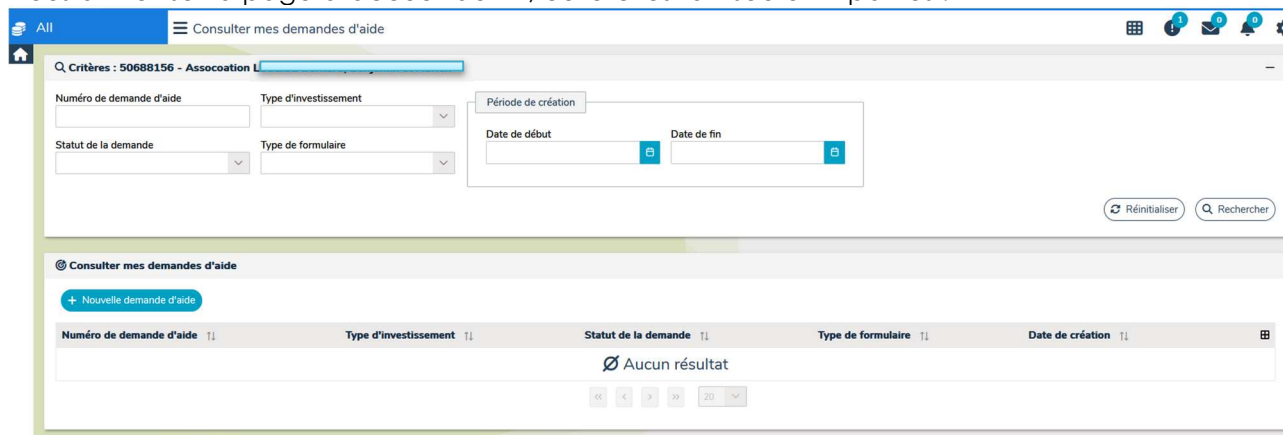 All
Consulter mes demandes d'aide
1
0
0
Critères : 50688156 - Assocoation L
Numéro de demande d'aide
Type d'investissement
Période de création
Date de début
Date de fin
Statut de la demande
Type de formulaire
Réinitialiser
Rechercher
Consulter mes demandes d'aide
+ Nouvelle demande d'aide
Numéro de demande d'aide Type d'investissement Statut de la demande Type de formulaire Date de création
Aucun résultat
« < > » 20